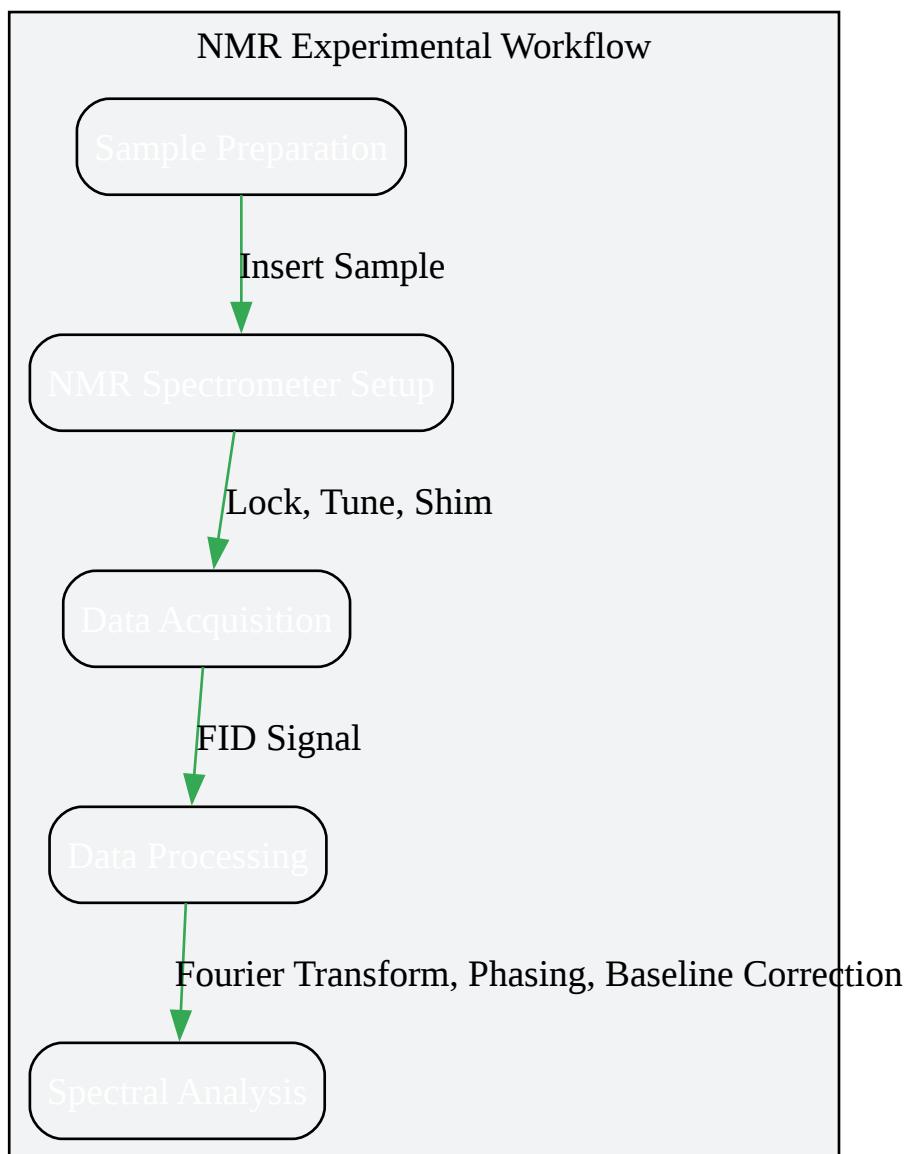 NMR Experimental Workflow
Sample Preparation
Insert Sample
NMR Spectrometer Setup
Lock, Tune, Shim
Data Acquisition
FID Signal
Data Processing
Fourier Transform, Phasing, Baseline Correction
Spectral Analysis